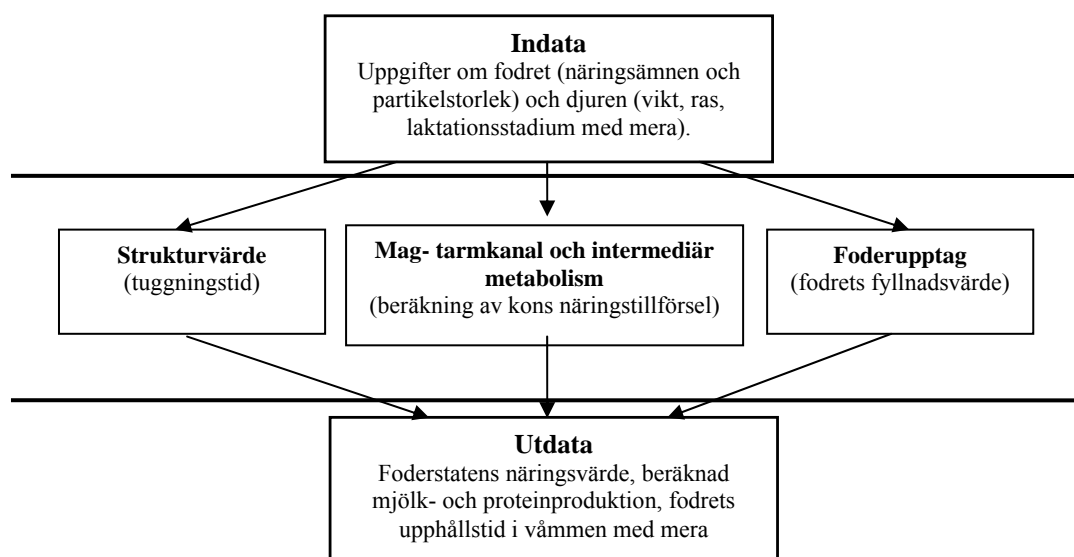 Indata
Uppgifter om fodret (näringsämnen och
partikelstorlek) och djuren (vikt, ras,
laktationsstadium med mera).
Strukturvärde
(tuggningstid)
Mag- tarmkanal och intermediär
metabolism
(beräkning av kons näringstillförsel)
Foderupptag
(fodrets fyllnadsvärde)
Utdata
Foderstatens näringsvärde, beräknad
mjölk- och proteinproduktion, fodrets
upphållstid i våmmen med mera